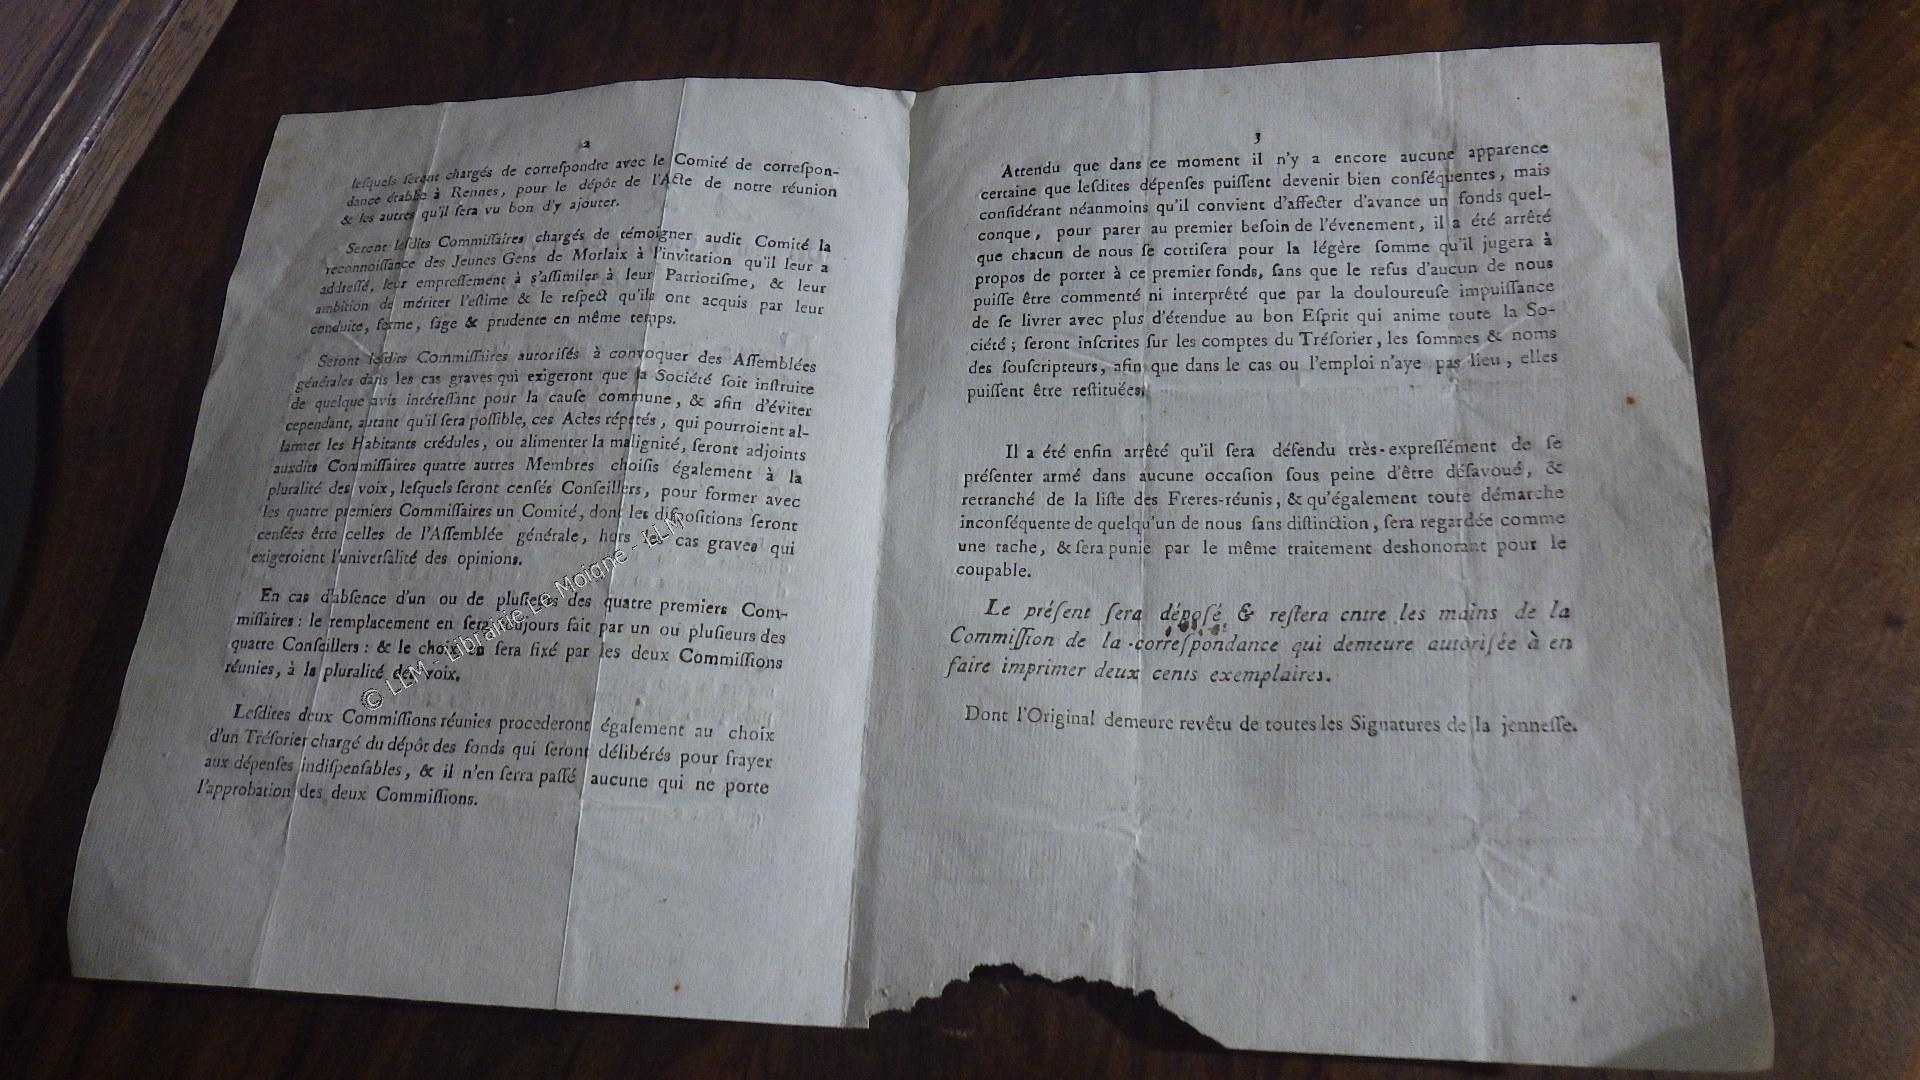 2
leſquels ſeront chargés de correſpondre avec le Comité de correſpon-
dance établie à Rennes, pour le dépôt de l'Acte de notre réunion
& les autres qu'il ſera vu bon d'y ajouter.
Seront leſdits Commiſſaires chargés de témoigner audit Comité la
reconnoiſſance des Jeunes Gens de Morlaix à l'invitation qu'il leur a
addreſſé, leur empreſſement à s'aſſimiler à leur Patriotiſme, & leur
ambition de mériter l'eſtime & le reſpect qu'ils ont acquis par leur
conduite, ferme, ſage & prudente en même temps.
Seront leſdits Commiſſaires autoriſés à convoquer des Aſſemblées
générales dans les cas graves qui exigeront que la Société ſoit inſtruite
de quelque avis intéreſſant pour la cauſe commune, & afin d'éviter
cependant, autant qu'il ſera poſſible, ces Actes répétés, qui pourroient al-
larmer les Habitants crédules, ou alimenter la malignité, ſeront adjoints
auxdits Commiſſaires quatre autres Membres choiſis également à la
pluralité des voix, leſquels ſeront cenſés Conſeillers, pour former avec
les quatre premiers Commiſſaires un Comité, dont les diſpoſitions ſeront
cenſées être celles de l'Aſſemblée générale, hors cas graves qui
exigeroient l'univerſalité des opinions.
En cas d'abſence d'un ou de pluſieurs des quatre premiers Com-
miſſaires : le remplacement en ſera toujours fait par un ou pluſieurs des
quatre Conſeillers : & le choix en ſera fixé par les deux Commiſſions
réunies, à la pluralité des voix.
Leſdites deux Commiſſions réunies procederont également au choix
d'un Tréſorier chargé du dépôt des fonds qui ſeront délibérés pour frayer
aux dépenſes indiſpenſables, & il n'en ſerra paſſé aucune qui ne porte
l'approbation des deux Commiſſions.
© LLM - Librairie Le Moigne - LLM
3
Attendu que dans ce moment il n'y a encore aucune apparence
certaine que leſdites dépenſes puiſſent devenir bien conſéquentes, mais
conſidérant néanmoins qu'il convient d'affecter d'avance un fonds quel-
conque, pour parer au premier beſoin de l'évenement, il a été arrêté
que chacun de nous ſe cottiſera pour la légère ſomme qu'il jugera à
propos de porter à ce premier fonds, ſans que le refus d'aucun de nous
puiſſe être commenté ni interprété que par la douloureuſe impuiſſance
de ſe livrer avec plus d'étendue au bon Eſprit qui anime toute la So-
ciété ; ſeront inſcrites ſur les comptes du Tréſorier, les ſommes & noms
des ſouſcripteurs, afin que dans le cas ou l'emploi n'aye pas lieu, elles
puiſſent être reſtituées.
Il a été enfin arrêté qu'il ſera défendu très-expreſſément de ſe
préſenter armé dans aucune occaſion ſous peine d'être déſavoué, &
retranché de la liſte des Freres-réunis, & qu'également toute démarche
inconſéquente de quelqu'un de nous ſans diſtinction, ſera regardée comme
une tache, & ſera punie par le même traitement deshonorant pour le
coupable.
Le préſent ſera dépoſé & reſtera entre les mains de la
Commiſſion de la correſpondance qui demeure autoriſée à en
faire imprimer deux cents exemplaires.
Dont l'Original demeure revêtu de toutes les Signatures de la jenneſſe.